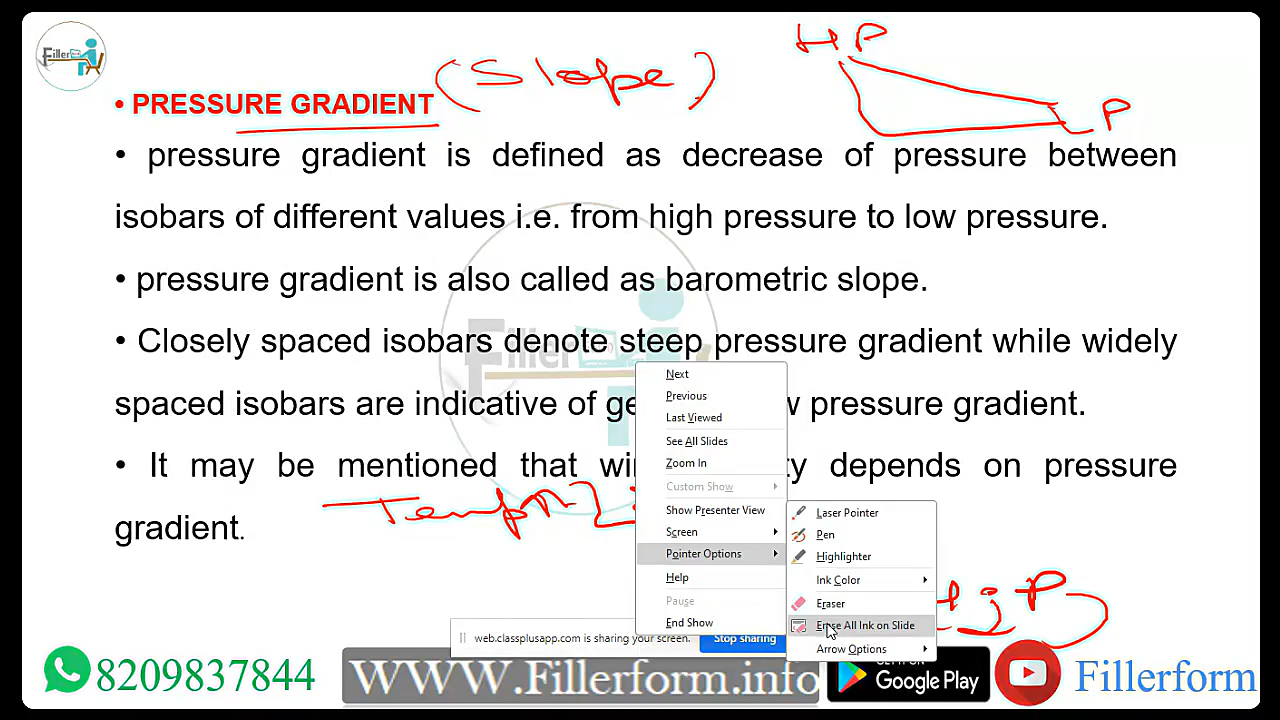 Filler
(Slope)
HP
LP
• PRESSURE GRADIENT
• pressure gradient is defined as decrease of pressure between
isobars of different values i.e. from high pressure to low pressure.
• pressure gradient is also called as barometric slope.
• Closely spaced isobars denote steep pressure gradient while widely
spaced isobars are indicative of ge w pressure gradient.
• It may be mentioned that wi ty depends on pressure
gradient.
Filler
Next
Previous
Last Viewed
See All Slides
Zoom In
Custom Show
Show Presenter View
Screen
Pointer Options
Help
Pause
End Show
Laser Pointer
Pen
Highlighter
Ink Color
Eraser
Erase All Ink on Slide
Arrow Options
web.classplusapp.com is sharing your screen.
Stop sharing
8209837844
WWW.Fillerform.info
Google Play
Fillerform